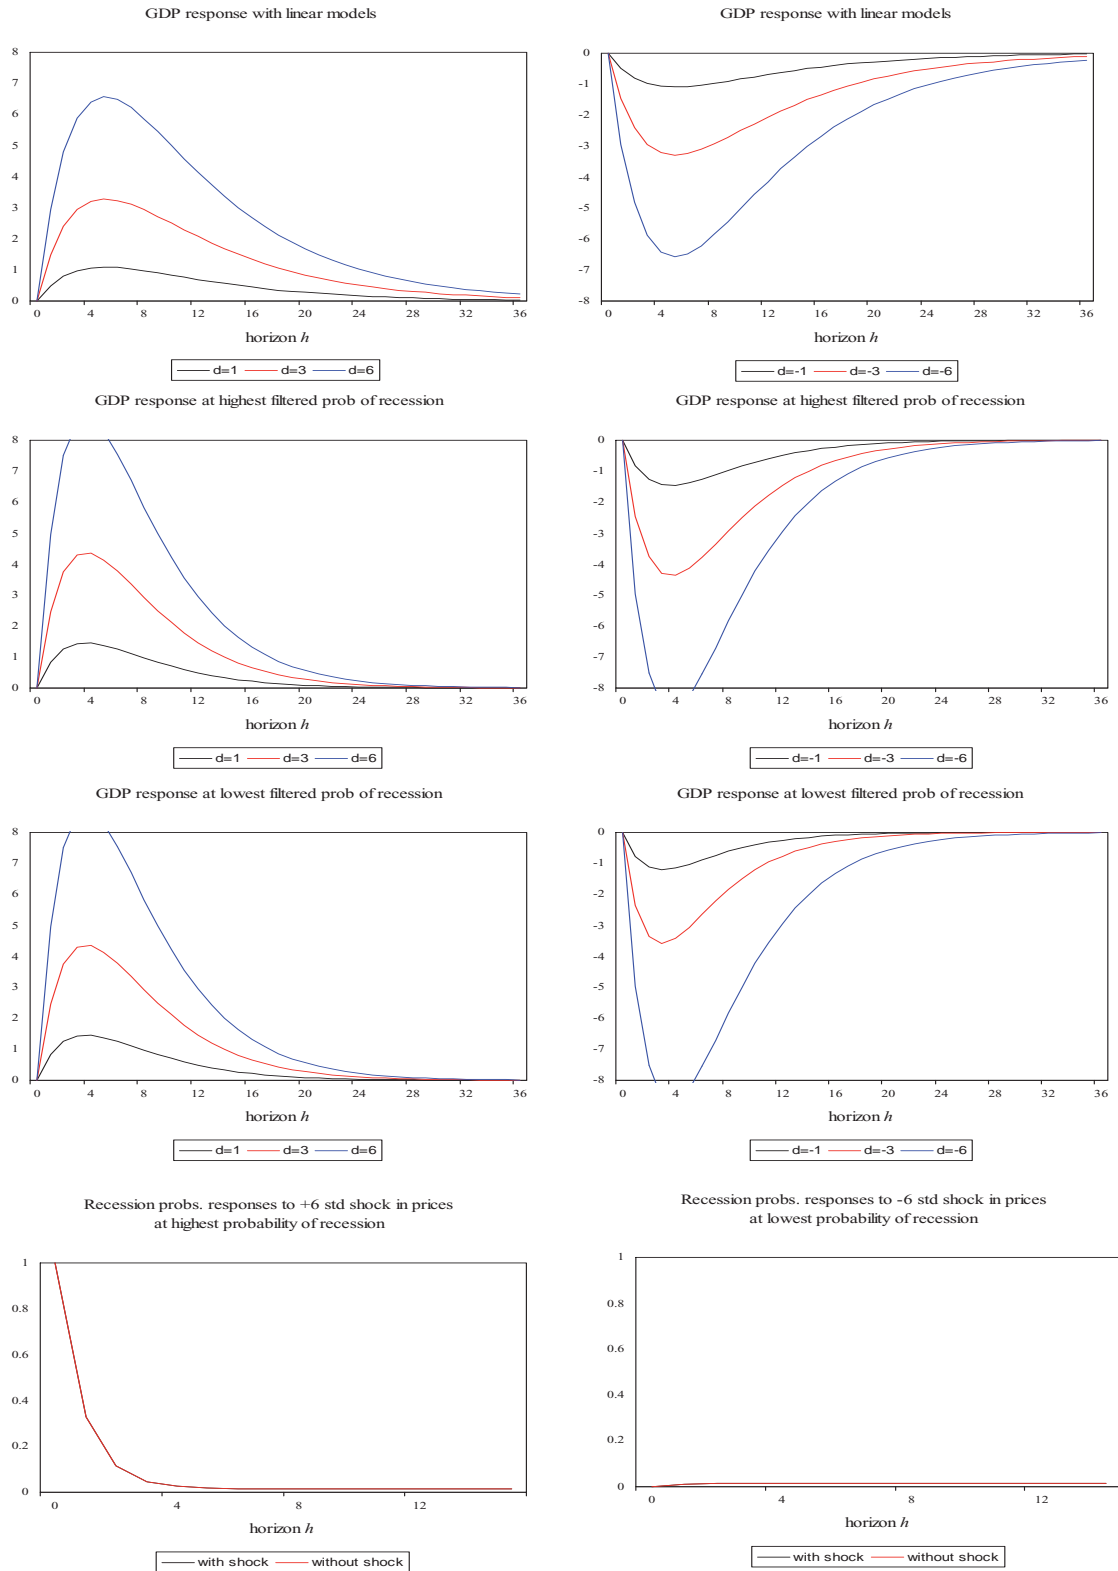 GDP response with linear models
8
7
6
5
4
3
2
1
0
0 4 8 12 16 20 24 28 32 36
horizon h
d=1 d=3 d=6
GDP response with linear models
0
-1
-2
-3
-4
-5
-6
-7
-8
0 4 8 12 16 20 24 28 32 36
horizon h
d=-1 d=-3 d=-6
GDP response at highest filtered prob of recession
8
7
6
5
4
3
2
1
0
0 4 8 12 16 20 24 28 32 36
horizon h
d=1 d=3 d=6
GDP response at highest filtered prob of recession
0
-1
-2
-3
-4
-5
-6
-7
-8
0 4 8 12 16 20 24 28 32 36
horizon h
d=-1 d=-3 d=-6
GDP response at lowest filtered prob of recession
8
7
6
5
4
3
2
1
0
0 4 8 12 16 20 24 28 32 36
horizon h
d=1 d=3 d=6
GDP response at lowest filtered prob of recession
0
-1
-2
-3
-4
-5
-6
-7
-8
0 4 8 12 16 20 24 28 32 36
horizon h
d=-1 d=-3 d=-6
Recession probs. responses to +6 std shock in prices
at highest probability of recession
1
0.8
0.6
0.4
0.2
0
0 4 8 12
horizon h
with shock without shock
Recession probs. responses to -6 std shock in prices
at lowest probability of recession
1
0.8
0.6
0.4
0.2
0
0 4 8 12
horizon h
with shock without shock